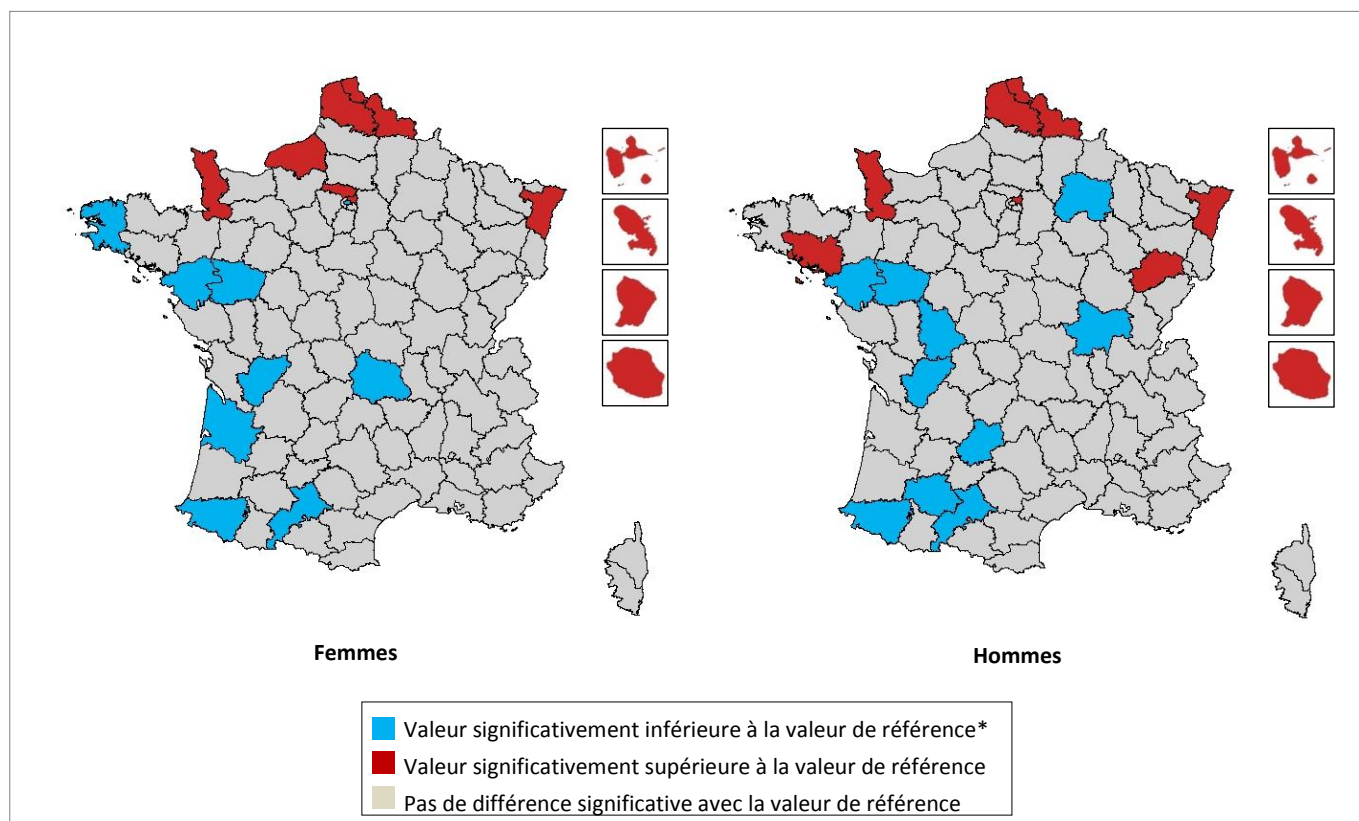 Femmes
Hommes
Valeur significativement inférieure à la valeur de référence*
Valeur significativement supérieure à la valeur de référence
Pas de différence significative avec la valeur de référence